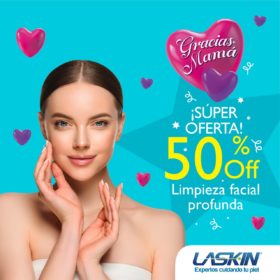 Gracias
Mamá
¡SÚPER
OFERTA!
50%
Off
Limpieza facial
profunda
LASKIN
Expertos cuidando tu piel